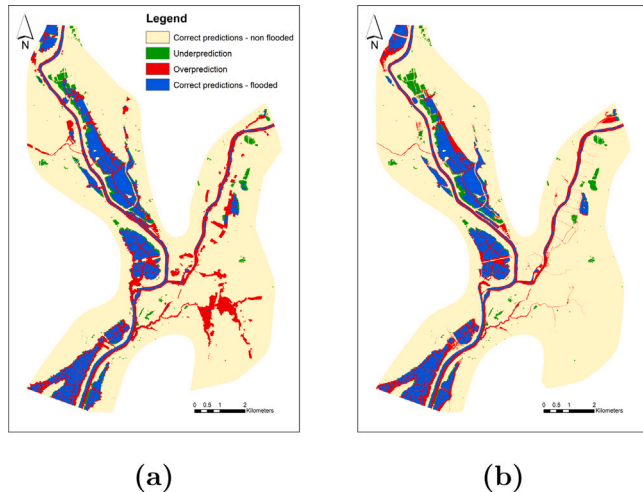 Legend
Correct predictions - non flooded
Underprediction
Overprediction
Correct predictions - flooded
N
N
0 0.5 1 2
Kilometers
0 0.5 1 2
Kilometers
(a)
(b)